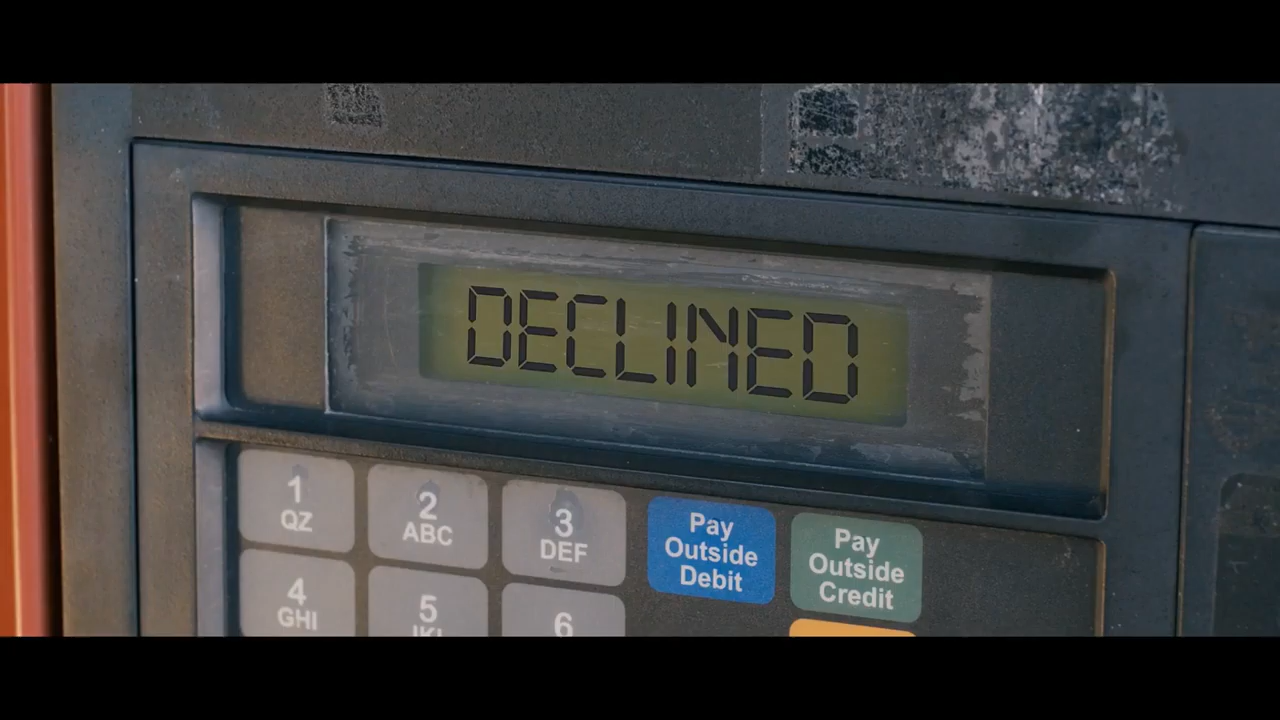 DECLINED
1
QZ
2
ABC
3
DEF
Pay
Outside
Debit
Pay
Outside
Credit
4
GHI
5
6